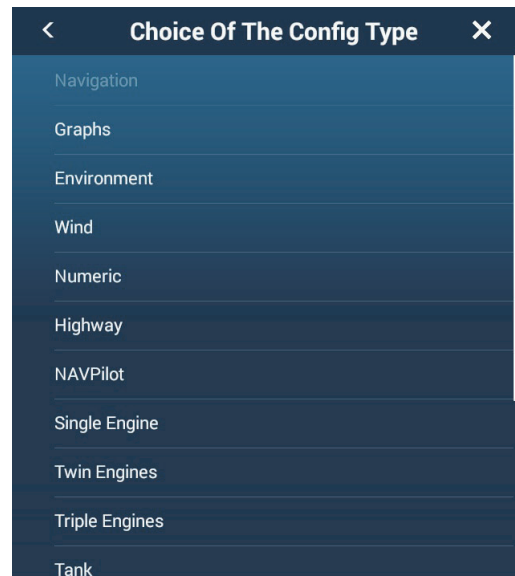 Choice Of The Config Type
Navigation
Graphs
Environment
Wind
Numeric
Highway
NAVPilot
Single Engine
Twin Engines
Triple Engines
Tank